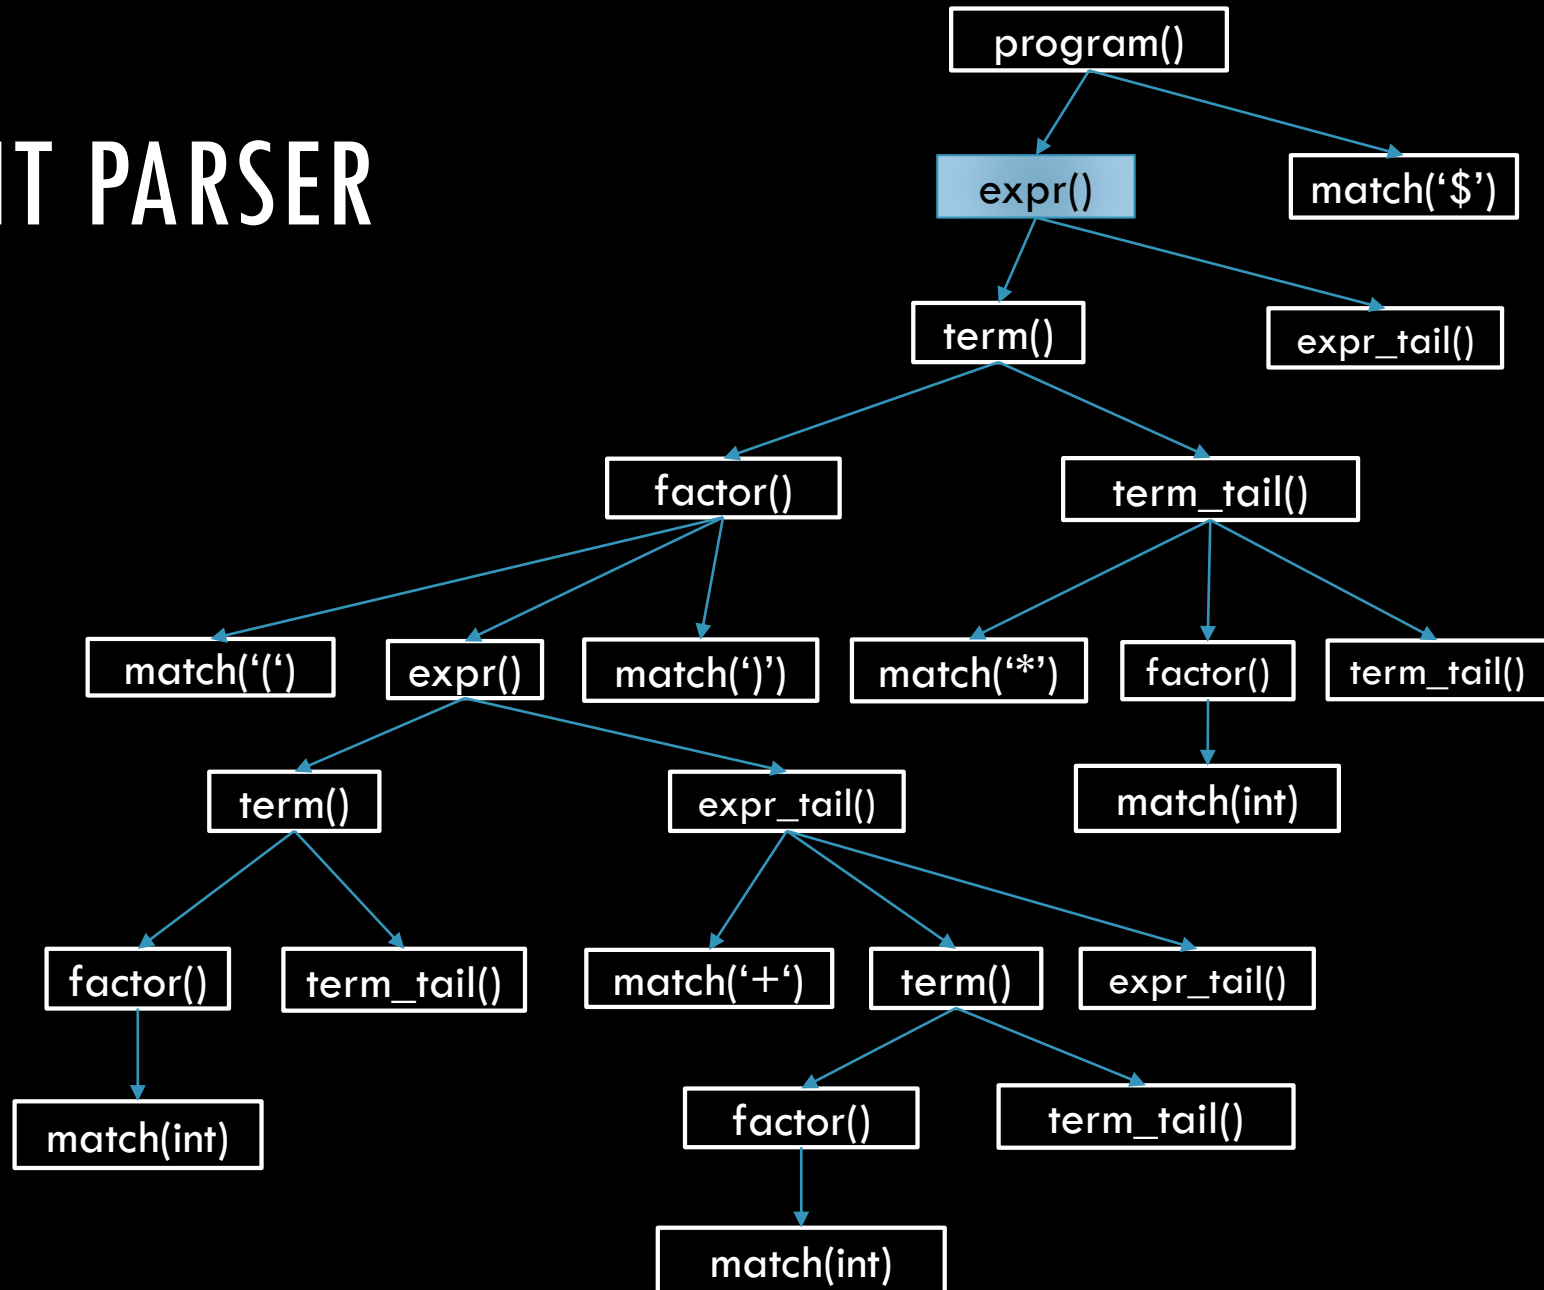 IT PARSER
program()
expr()
match(‘$’)
term()
expr_tail()
factor()
term_tail()
match(‘(‘)
expr()
match(‘)’)
match(‘*’)
factor()
term_tail()
term()
expr_tail()
match(int)
factor()
term_tail()
match(‘+‘)
term()
expr_tail()
match(int)
factor()
term_tail()
match(int)